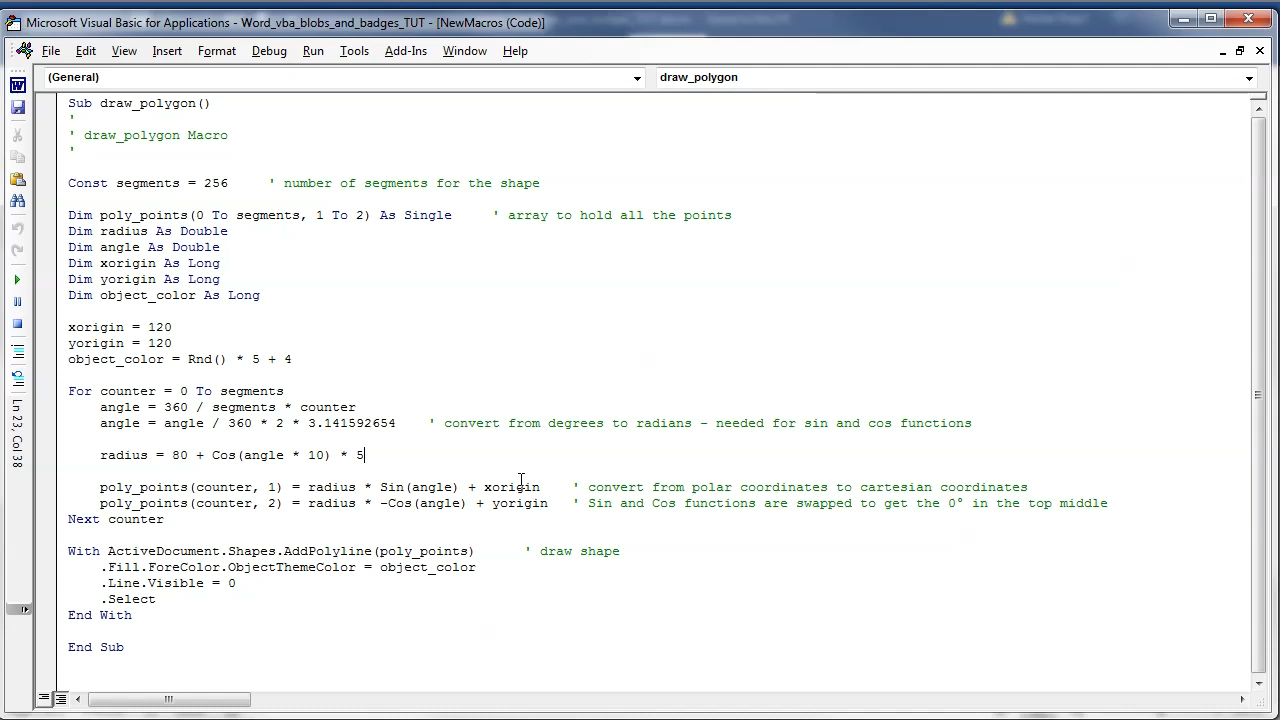 Microsoft Visual Basic for Applications - Word_vba_blobs_and_badges_TUT - [NewMacros (Code)]
File Edit View Insert Format Debug Run Tools Add-Ins Window Help
(General) draw_polygon
Sub draw_polygon()
'
' draw_polygon Macro
'
Const segments = 256 ' number of segments for the shape
Dim poly_points(0 To segments, 1 To 2) As Single ' array to hold all the points
Dim radius As Double
Dim angle As Double
Dim xorigin As Long
Dim yorigin As Long
Dim object_color As Long
xorigin = 120
yorigin = 120
object_color = Rnd() * 5 + 4
For counter = 0 To segments
angle = 360 / segments * counter
angle = angle / 360 * 2 * 3.141592654 ' convert from degrees to radians - needed for sin and cos functions
radius = 80 + Cos(angle * 10) * 5
poly_points(counter, 1) = radius * Sin(angle) + xorigin ' convert from polar coordinates to cartesian coordinates
poly_points(counter, 2) = radius * -Cos(angle) + yorigin ' Sin and Cos functions are swapped to get the 0° in the top middle
Next counter
With ActiveDocument.Shapes.AddPolyline(poly_points) ' draw shape
.Fill.ForeColor.ObjectThemeColor = object_color
.Line.Visible = 0
.Select
End With
End Sub
Ln 23, Col 38